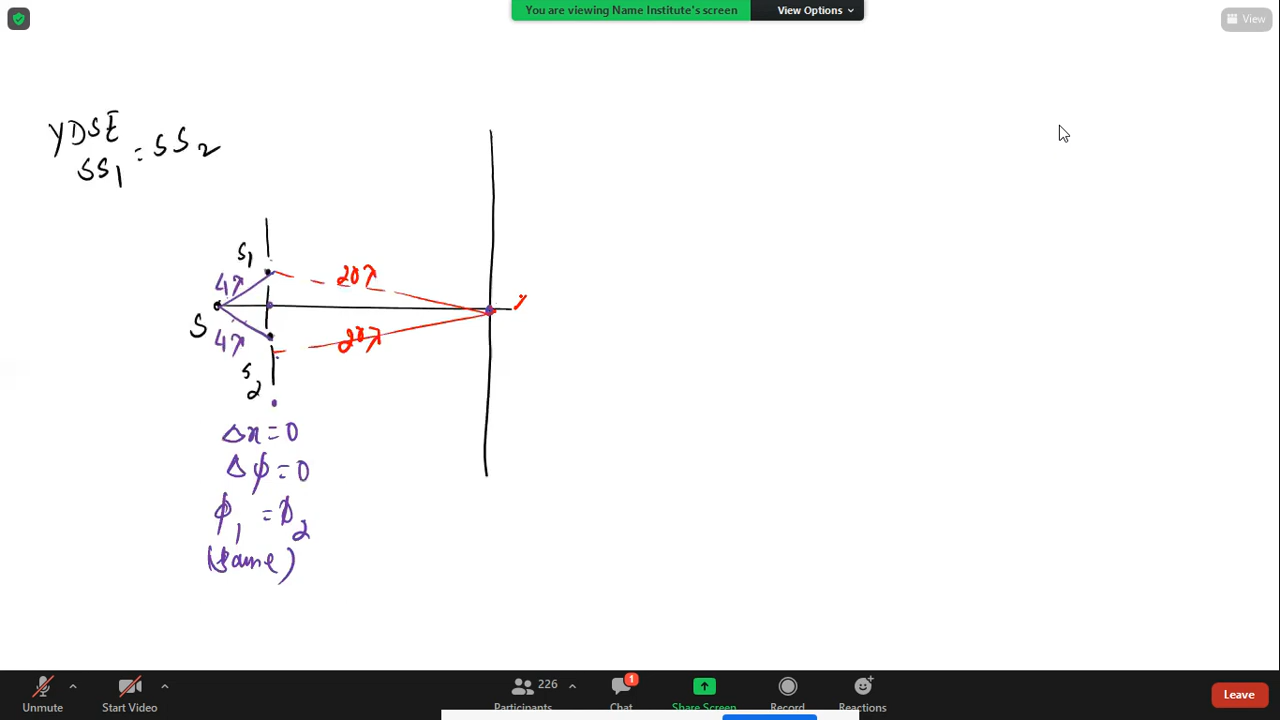 You are viewing Name Institute's screen
View Options
View
YDSE
SS1 = SS2
S1
4λ
20λ
S
4λ
20λ
S2
Δx=0
Δφ=0
φ1 = φ2
(same)
Unmute
Start Video
226
Participants
1
Chat
Share Screen
Record
Reactions
Leave